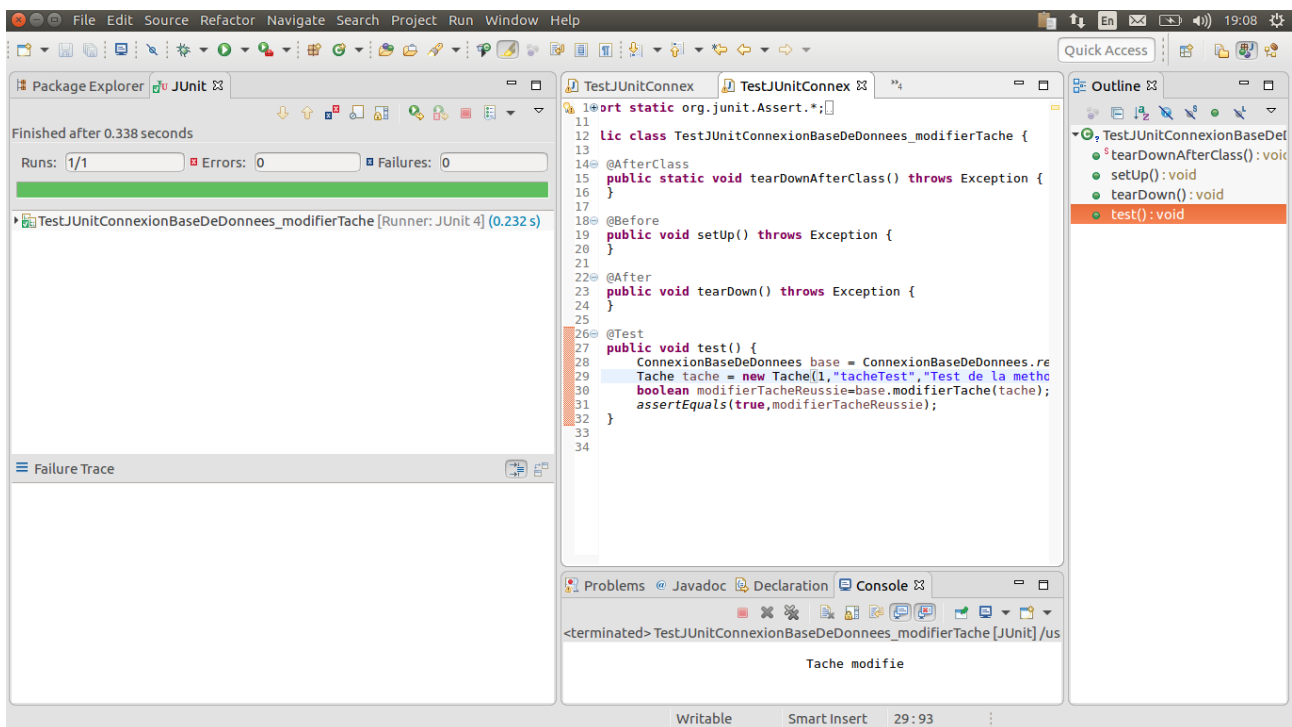 File Edit Source Refactor Navigate Search Project Run Window Help
En
19:08
Quick Access
Package Explorer JUnit
Finished after 0.338 seconds
Runs: 1/1 Errors: 0 Failures: 0
TestJUnitConnexionBaseDeDonnees_modifierTache [Runner: JUnit 4] (0.232 s)
Failure Trace
TestJUnitConnex TestJUnitConnex »4
1 ort static org.junit.Assert.*;
11
12 lic class TestJUnitConnexionBaseDeDonnees_modifierTache {
13
14 @AfterClass
15 public static void tearDownAfterClass() throws Exception {
16 }
17
18 @Before
19 public void setUp() throws Exception {
20 }
21
22 @After
23 public void tearDown() throws Exception {
24 }
25
26 @Test
27 public void test() {
28 ConnexionBaseDeDonnees base = ConnexionBaseDeDonnees.re
29 Tache tache = new Tache(1,"tacheTest","Test de la metho
30 boolean modifierTacheReussie=base.modifierTache(tache);
31 assertEquals(true,modifierTacheReussie);
32 }
33
34
Problems @ Javadoc Declaration Console
<terminated> TestJUnitConnexionBaseDeDonnees_modifierTache [JUnit] /us
Tache modifie
Outline
TestJUnitConnexionBaseDe
tearDownAfterClass() : void
setUp() : void
tearDown() : void
test() : void
Writable Smart Insert 29 : 93